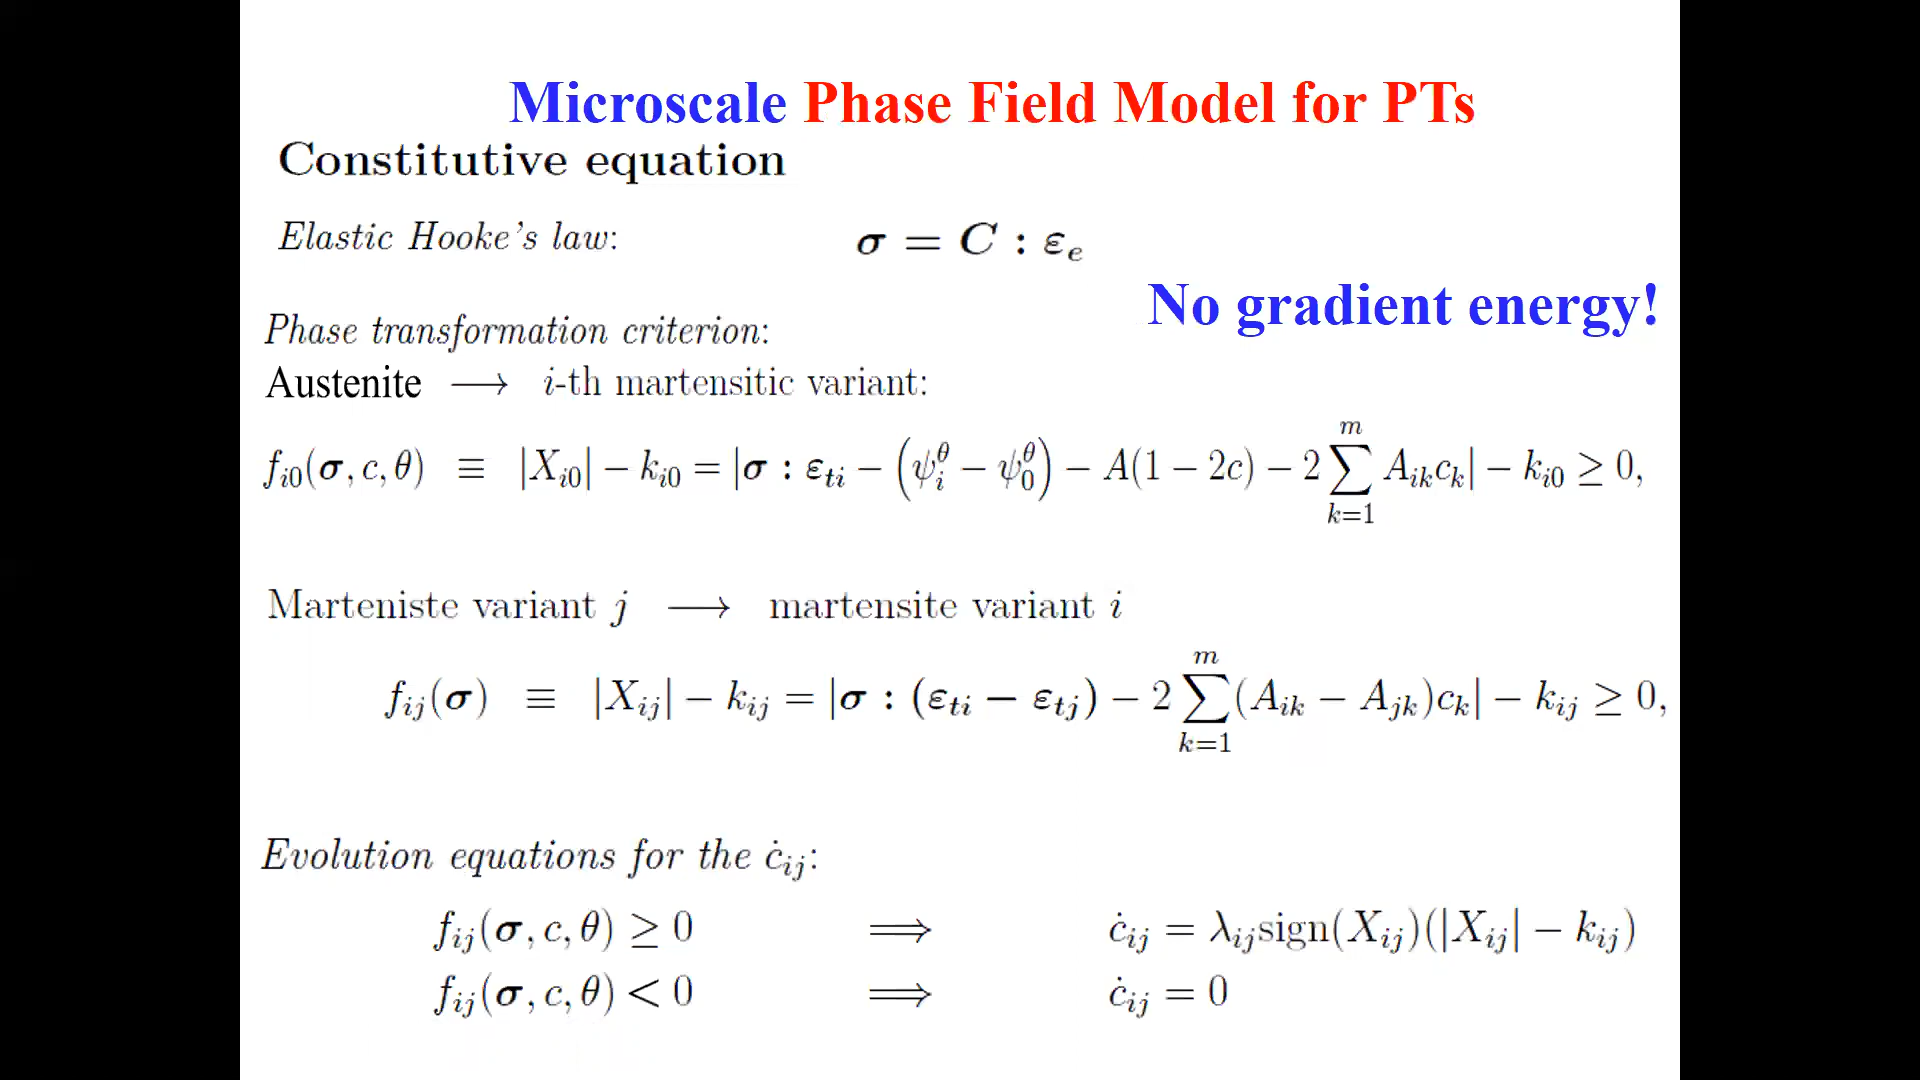 Microscale Phase Field Model for PTs
Constitutive equation
Elastic Hooke's law: σ = C : ε_e
No gradient energy!
Phase transformation criterion:
Austenite ⟶ i-th martensitic variant:
f_{i0}(σ, c, θ) ≡ |X_{i0}| − k_{i0} = |σ : ε_{ti} − (ψ_i^θ − ψ_0^θ) − A(1 − 2c) − 2 ∑_{k=1}^{m} A_{ik}c_k| − k_{i0} ≥ 0,
Marteniste variant j ⟶ martensite variant i
f_{ij}(σ) ≡ |X_{ij}| − k_{ij} = |σ : (ε_{ti} − ε_{tj}) − 2 ∑_{k=1}^{m} (A_{ik} − A_{jk})c_k| − k_{ij} ≥ 0,
Evolution equations for the ċ_{ij}:
f_{ij}(σ, c, θ) ≥ 0 ⟹ ċ_{ij} = λ_{ij}sign(X_{ij})(|X_{ij}| − k_{ij})
f_{ij}(σ, c, θ) < 0 ⟹ ċ_{ij} = 0